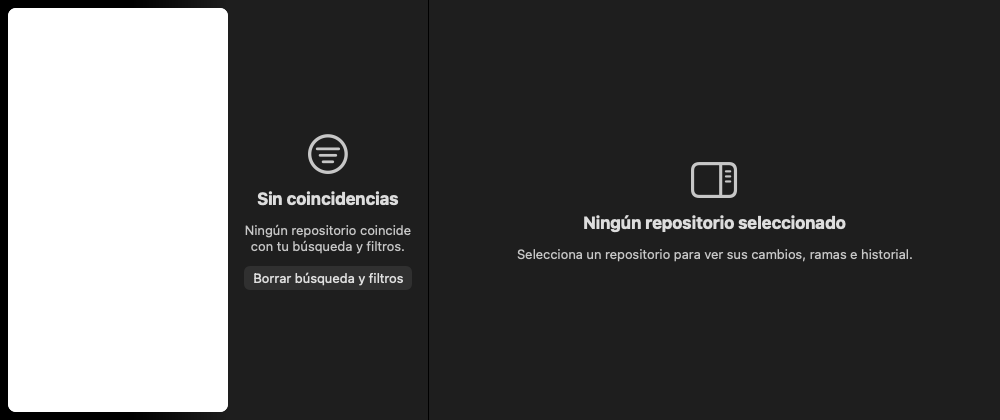 Sin coincidencias
Ningún repositorio coincide
con tu búsqueda y filtros.
Borrar búsqueda y filtros
Ningún repositorio seleccionado
Selecciona un repositorio para ver sus cambios, ramas e historial.